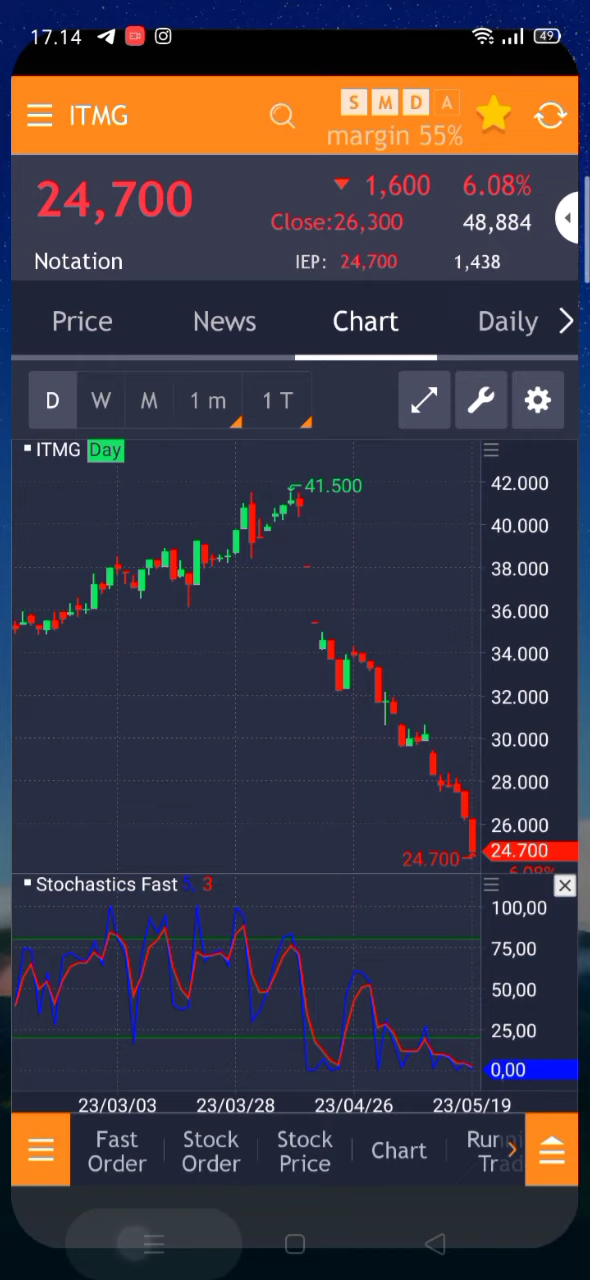 17.14
49
ITMG
S M D A
margin 55%
24,700
1,600 6.08%
Close:26,300 48,884
Notation
IEP: 24,700 1,438
Price News Chart Daily
D W M 1 m 1 T
ITMG Day
41.500
42.000
40.000
38.000
36.000
34.000
32.000
30.000
28.000
26.000
24.700 24.700
6.08%
Stochastics Fast 5, 3
100,00
75,00
50,00
25,00
0,00
23/03/03 23/03/28 23/04/26 23/05/19
Fast Order
Stock Order
Stock Price
Chart